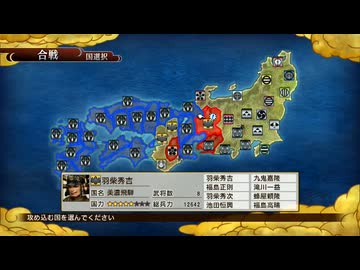 合戦
国選択
羽柴秀吉
国名 美濃飛騨 武将数 8
国力 総兵力 12642
羽柴秀吉 九鬼嘉隆
福島正則 滝川一益
羽柴秀次 蜂屋頼隆
池田恒興 福島高晴
攻め込む国を選んでください